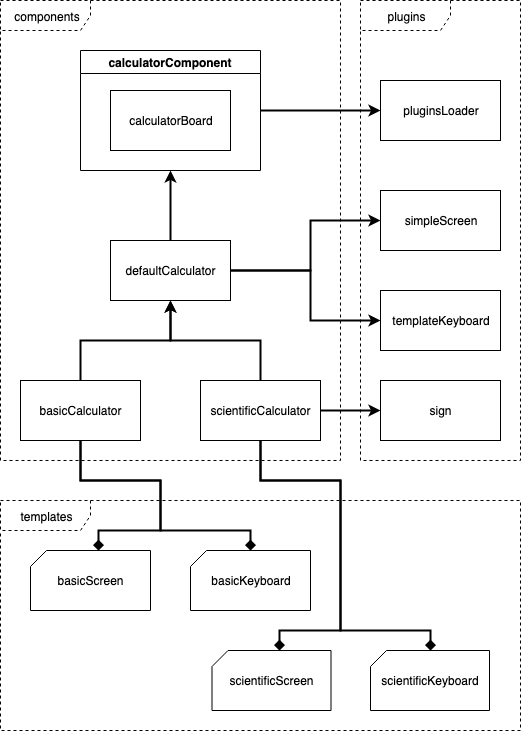 components
plugins
calculatorComponent
calculatorBoard
pluginsLoader
simpleScreen
defaultCalculator
templateKeyboard
basicCalculator
scientificCalculator
sign
templates
basicScreen
basicKeyboard
scientificScreen
scientificKeyboard